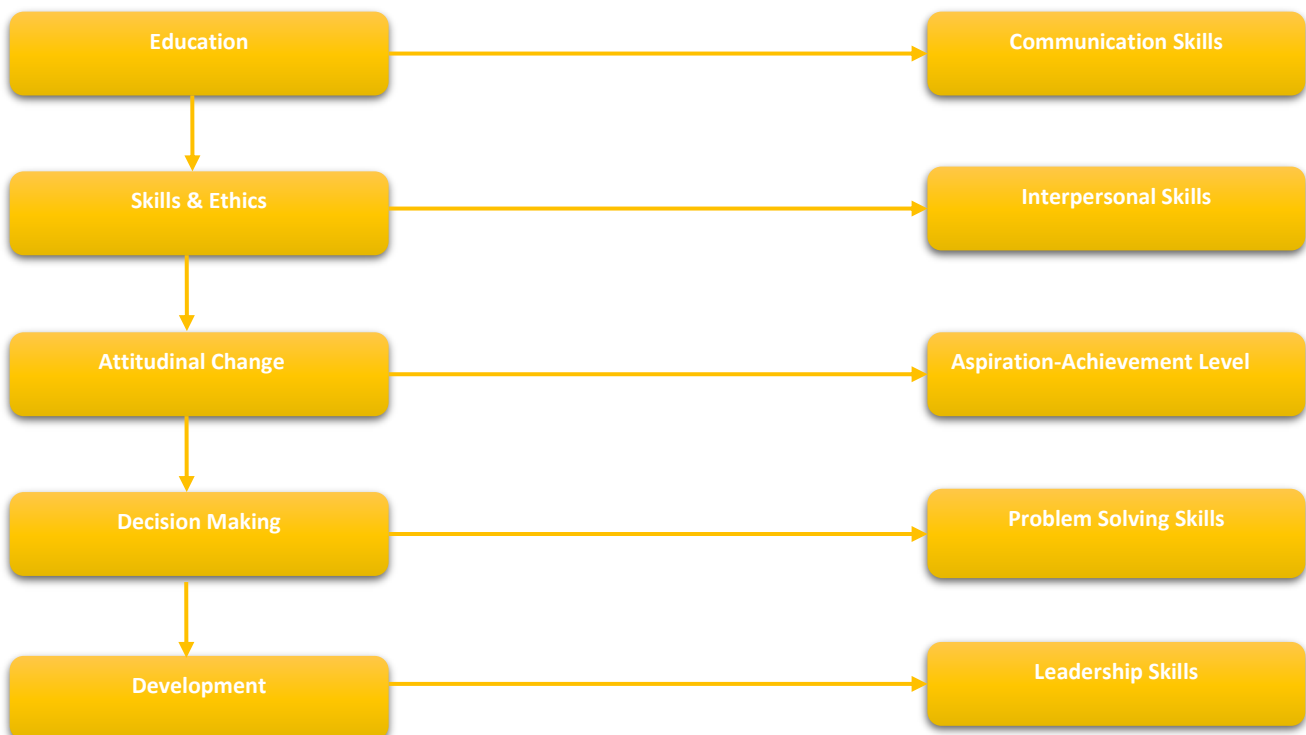 Education
Communication Skills
Skills & Ethics
Interpersonal Skills
Attitudinal Change
Aspiration-Achievement Level
Decision Making
Problem Solving Skills
Development
Leadership Skills